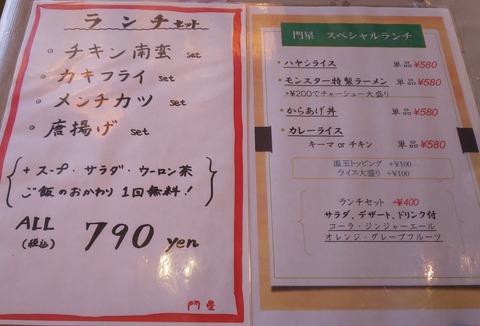 ランチセット
チキン南蛮 set
カキフライ set
メンチカツ set
唐揚げ set
+ スープ・サラダ・ウーロン茶
ご飯のおかわり 1回無料!
ALL
(税込)
790 yen
門星
門星 スペシャルランチ
・ハヤシライス 単品 ¥580
・モンスター特製ラーメン 単品 ¥580
+¥200でチャーシュー大盛り
・からあげ丼 単品 ¥580
・カレーライス 単品 ¥580
キーマ or チキン
温玉トッピング +¥100
ライス大盛り +¥100
ランチセット +¥400
サラダ、デザート、ドリンク付
コーラ・ジンジャーエール
オレンジ・グレープフルーツ